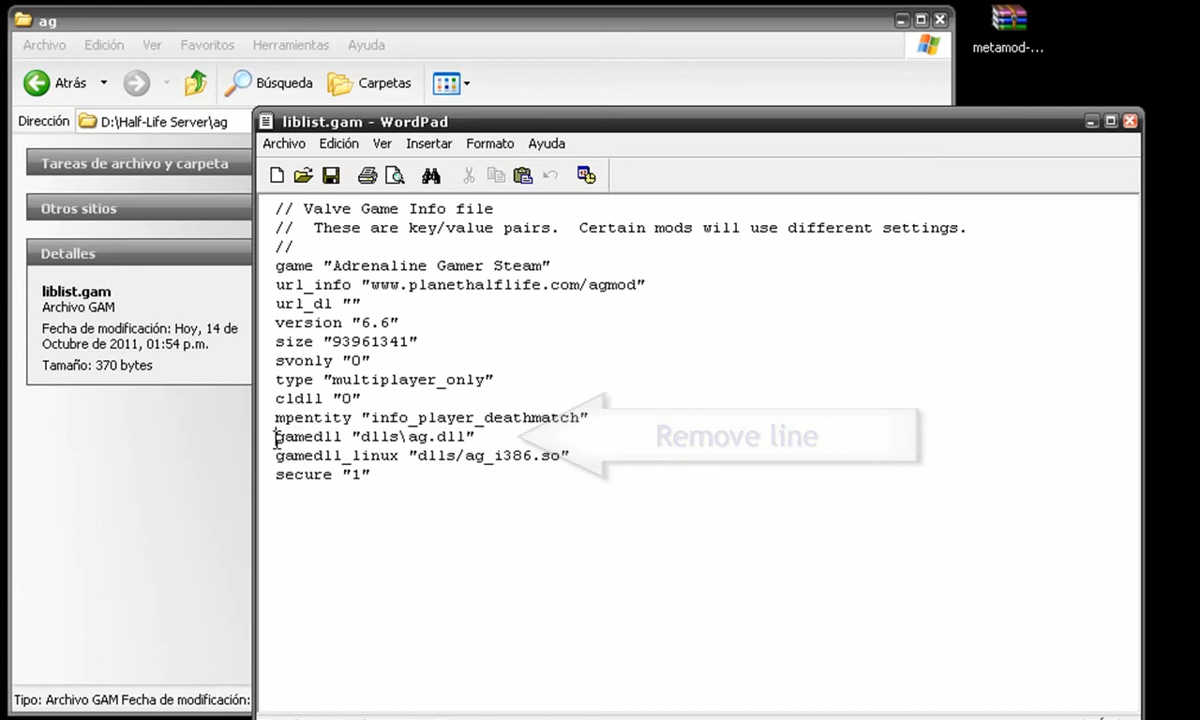 ag
Archivo Edición Ver Favoritos Herramientas Ayuda
metamod-...
Atrás Búsqueda Carpetas
Dirección D:\Half-Life Server\ag
liblist.gam - WordPad
Archivo Edición Ver Insertar Formato Ayuda
Tareas de archivo y carpeta
Otros sitios
Detalles
liblist.gam
Archivo GAM
Fecha de modificación: Hoy, 14 de
Octubre de 2011, 01:54 p.m.
Tamaño: 370 bytes
// Valve Game Info file
//  These are key/value pairs.  Certain mods will use different settings.
//
game "Adrenaline Gamer Steam"
url_info "www.planethalflife.com/agmod"
url_dl ""
version "6.6"
size "93961341"
svonly "0"
type "multiplayer_only"
cldll "0"
mpentity "info_player_deathmatch"
gamedll "dlls\ag.dll"
gamedll_linux "dlls/ag_i386.so"
secure "1"
Remove line
Tipo: Archivo GAM Fecha de modificación: